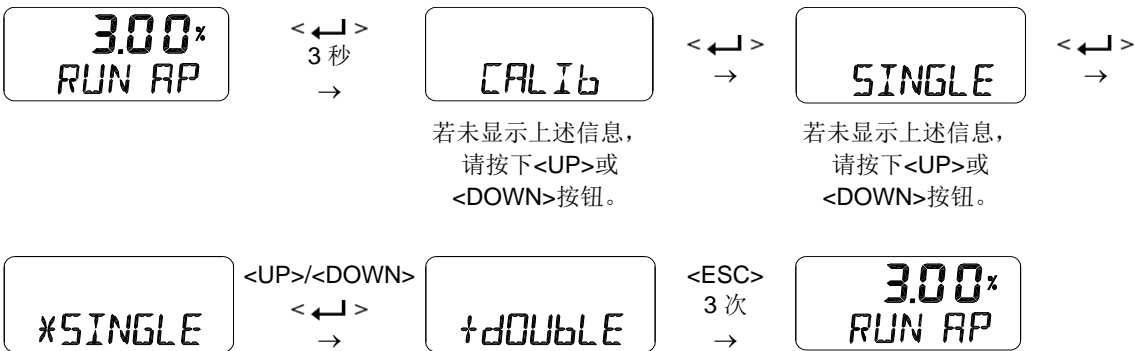 3.00%
RUN AP
<↵>
3 秒
→
CALIb
若未显示上述信息，
请按下<UP>或
<DOWN>按钮。
<↵>
→
SINGLE
若未显示上述信息，
请按下<UP>或
<DOWN>按钮。
<↵>
→
*SINGLE
<UP>/<DOWN>
<↵>
→
+dOUbLE
<ESC>
3 次
→
3.00%
RUN AP